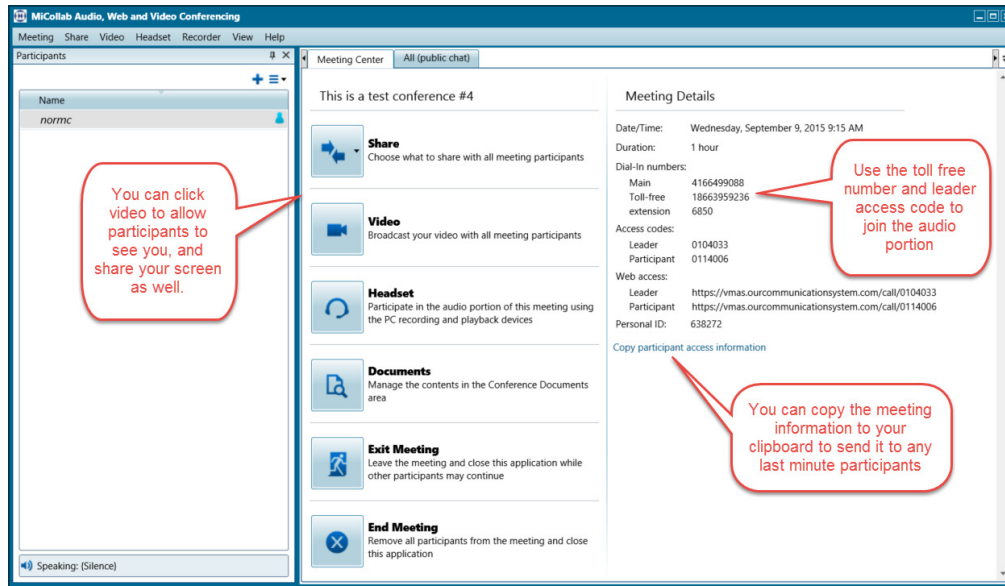 MiCollab Audio, Web and Video Conferencing
Meeting Share Video Headset Recorder View Help
Participants
Name
normc
You can click
video to allow
participants to
see you, and
share your screen
as well.
Speaking: (Silence)
Meeting Center All (public chat)
This is a test conference #4
Share
Choose what to share with all meeting participants
Video
Broadcast your video with all meeting participants
Headset
Participate in the audio portion of this meeting using
the PC recording and playback devices
Documents
Manage the contents in the Conference Documents
area
Exit Meeting
Leave the meeting and close this application while
other participants may continue
End Meeting
Remove all participants from the meeting and close
this application
Meeting Details
Date/Time: Wednesday, September 9, 2015 9:15 AM
Duration: 1 hour
Dial-In numbers:
Main 4166499088
Toll-free 18663959236
extension 6850
Access codes:
Leader 0104033
Participant 0114006
Web access:
Leader https://vmas.ourcommunicationsystem.com/call/0104033
Participant https://vmas.ourcommunicationsystem.com/call/0114006
Personal ID: 638272
Copy participant access information
Use the toll free
number and leader
access code to
join the audio
portion
You can copy the meeting
information to your
clipboard to send it to any
last minute participants